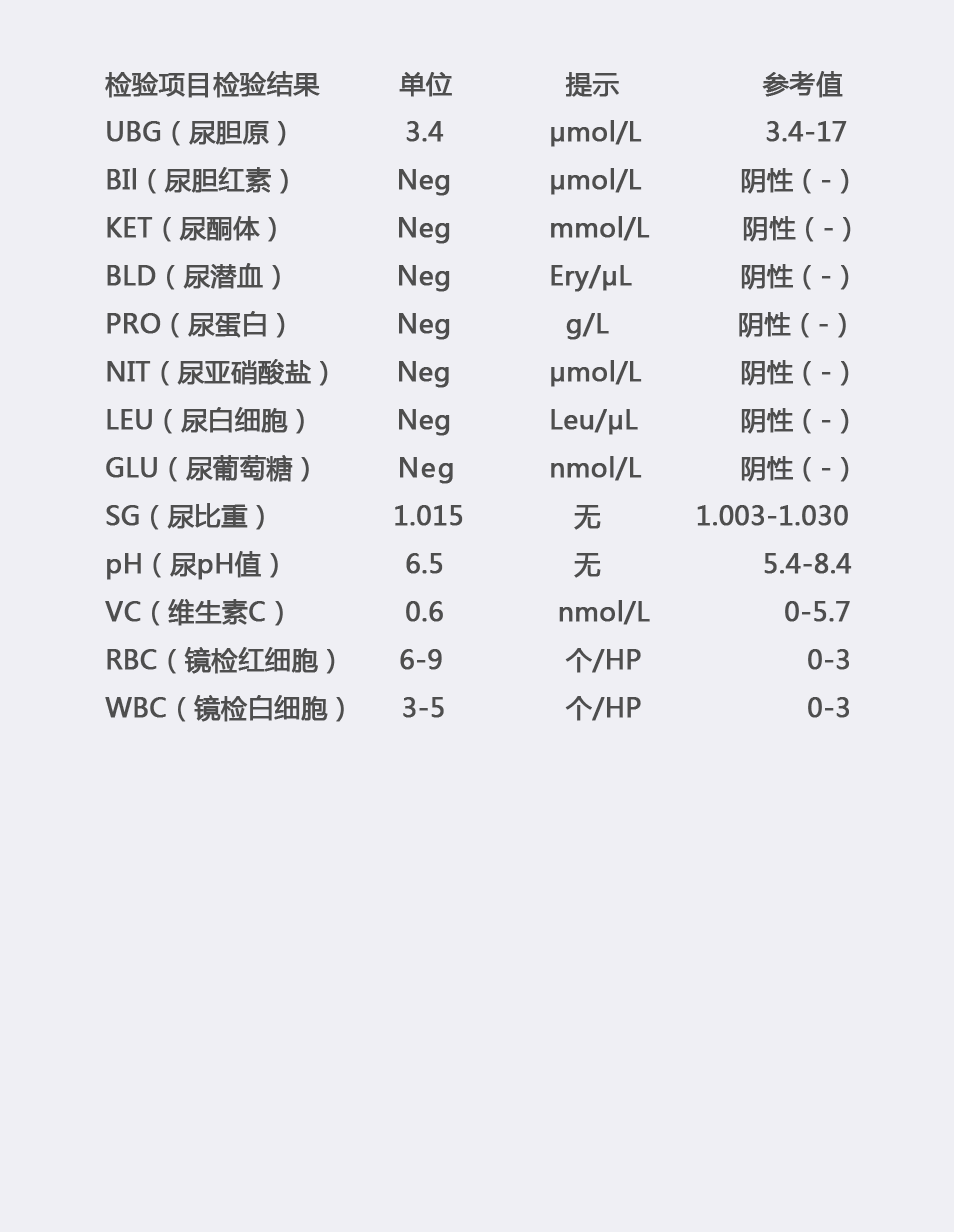 检验项目检验结果 单位 提示 参考值
UBG（尿胆原） 3.4 μmol/L 3.4-17
BIl（尿胆红素） Neg μmol/L 阴性（-）
KET（尿酮体） Neg mmol/L 阴性（-）
BLD（尿潜血） Neg Ery/μL 阴性（-）
PRO（尿蛋白） Neg g/L 阴性（-）
NIT（尿亚硝酸盐） Neg μmol/L 阴性（-）
LEU（尿白细胞） Neg Leu/μL 阴性（-）
GLU（尿葡萄糖） Neg nmol/L 阴性（-）
SG（尿比重） 1.015 无 1.003-1.030
pH（尿pH值） 6.5 无 5.4-8.4
VC（维生素C） 0.6 nmol/L 0-5.7
RBC（镜检红细胞） 6-9 个/HP 0-3
WBC（镜检白细胞） 3-5 个/HP 0-3